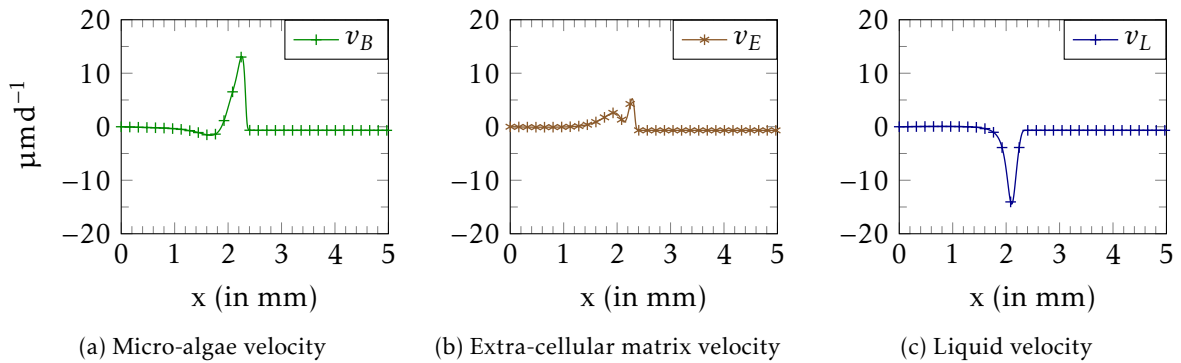 20
10
0
−10
−20
0 1 2 3 4 5
µm d⁻¹
x (in mm)
v_B
(a) Micro-algae velocity
20
10
0
−10
−20
0 1 2 3 4 5
x (in mm)
v_E
(b) Extra-cellular matrix velocity
20
10
0
−10
−20
0 1 2 3 4 5
x (in mm)
v_L
(c) Liquid velocity